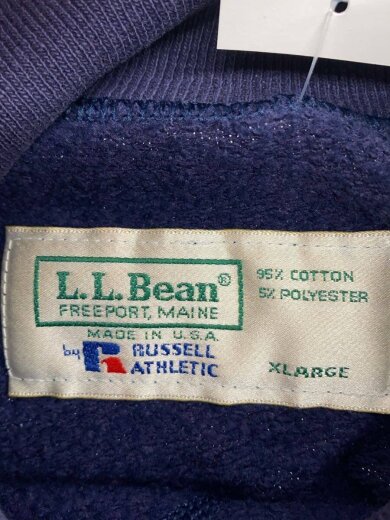 L.L.Bean®
FREEPORT, MAINE
MADE IN U.S.A.
by R RUSSELL
ATHLETIC
95% COTTON
5% POLYESTER
XLARGE